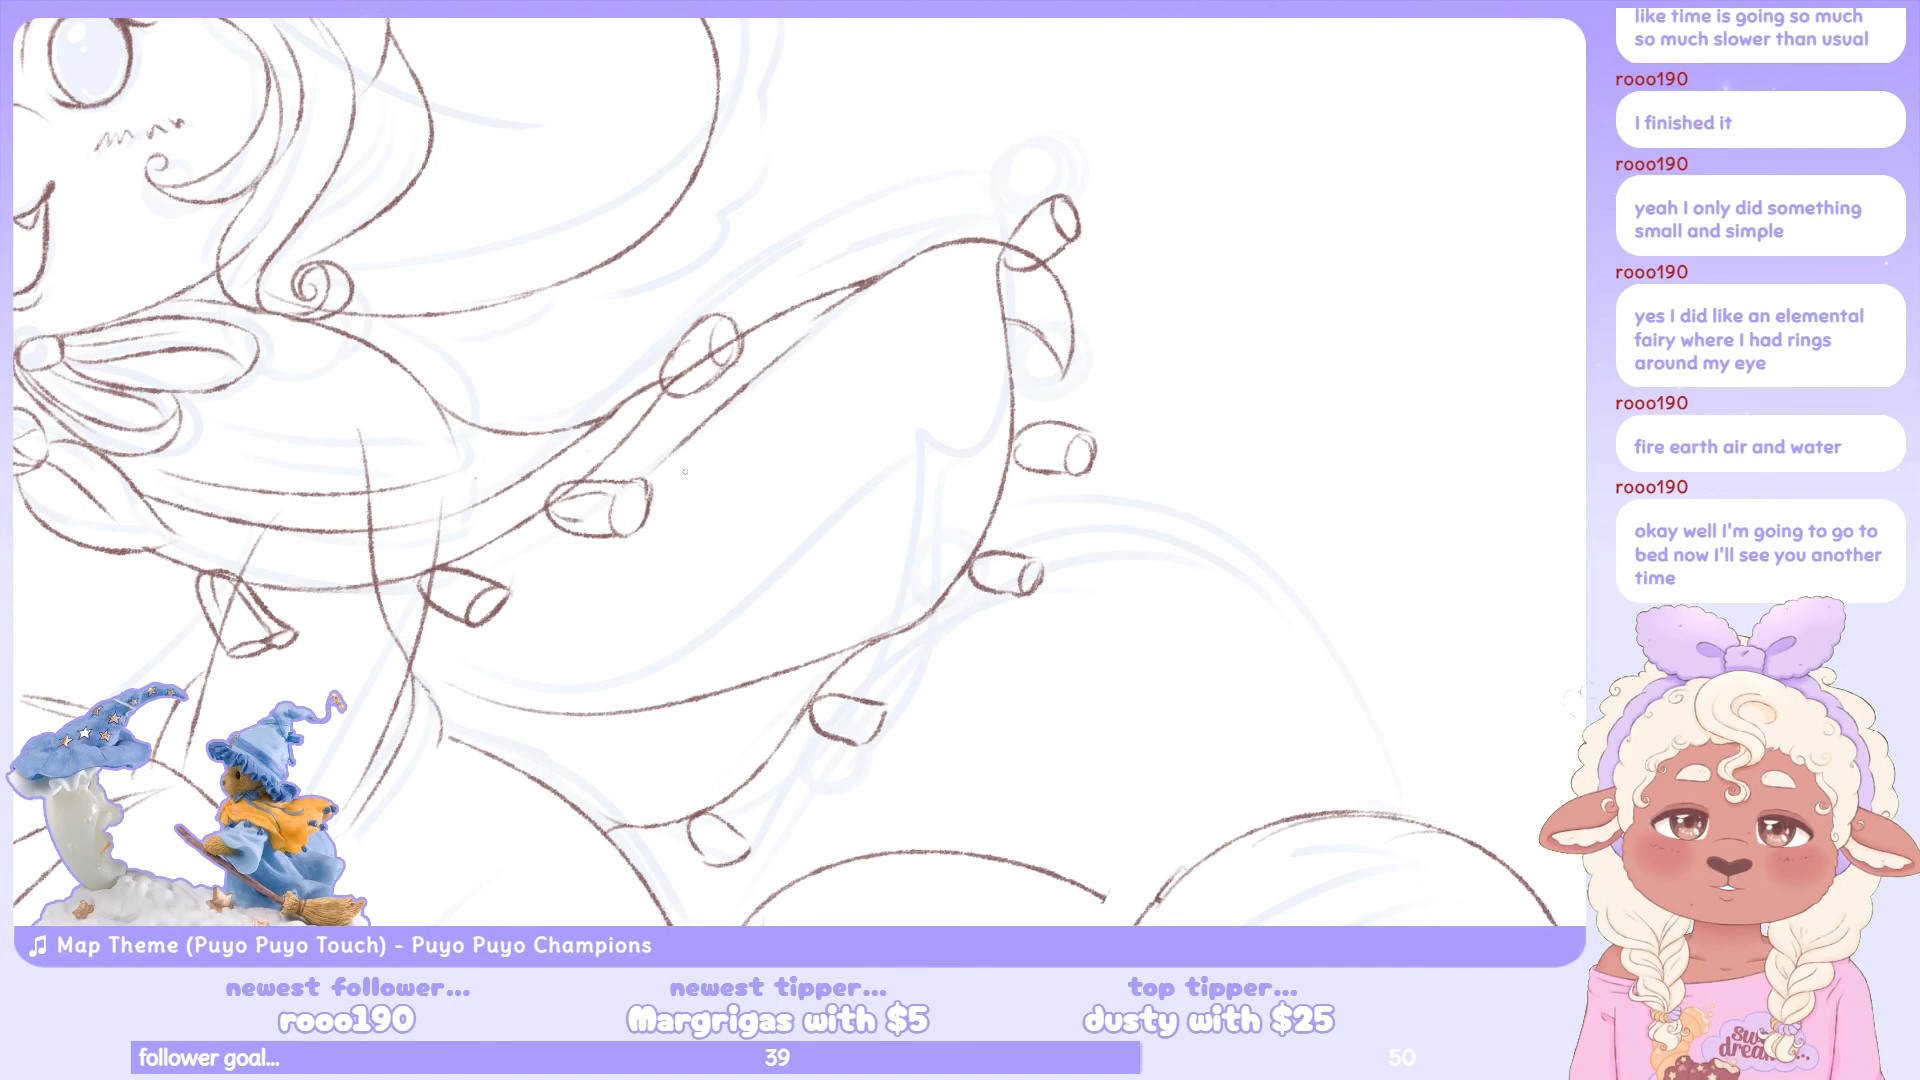 like time is going so much
so much slower than usual
rooo190
I finished it
rooo190
yeah I only did something
small and simple
rooo190
yes I did like an elemental
fairy where I had rings
around my eye
rooo190
fire earth air and water
rooo190
okay well I'm going to go to
bed now I'll see you another
time
Map Theme (Puyo Puyo Touch) - Puyo Puyo Champions
newest follower...
rooo190
newest tipper...
Margrigas with $5
top tipper...
dusty with $25
follower goal...
39
50